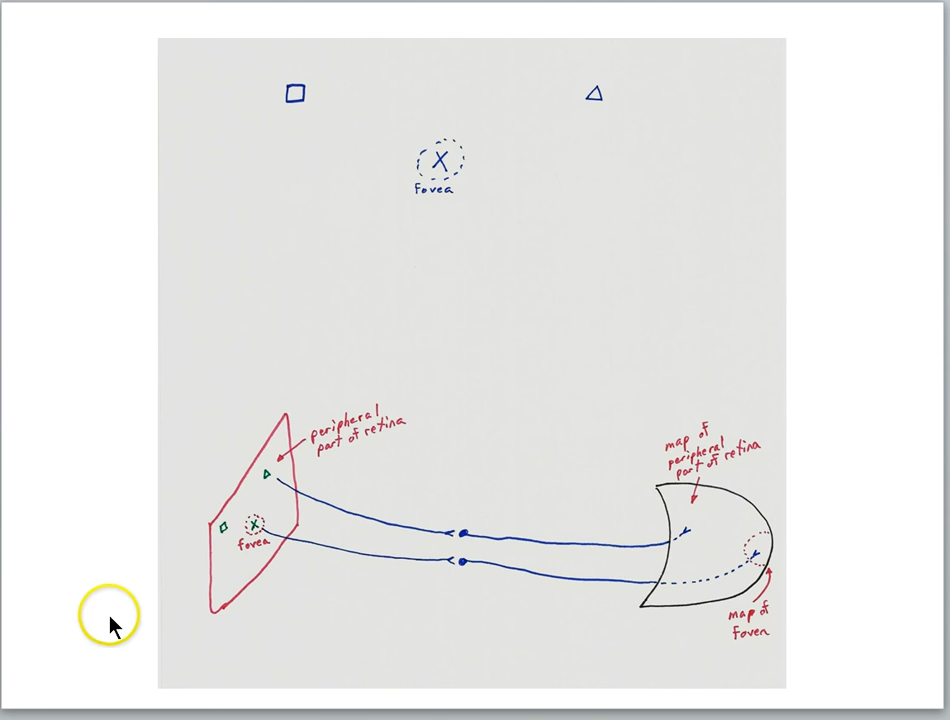 X
Fovea
peripheral
part of retina
X
fovea
map of
peripheral
part of retina
map of
Fovea